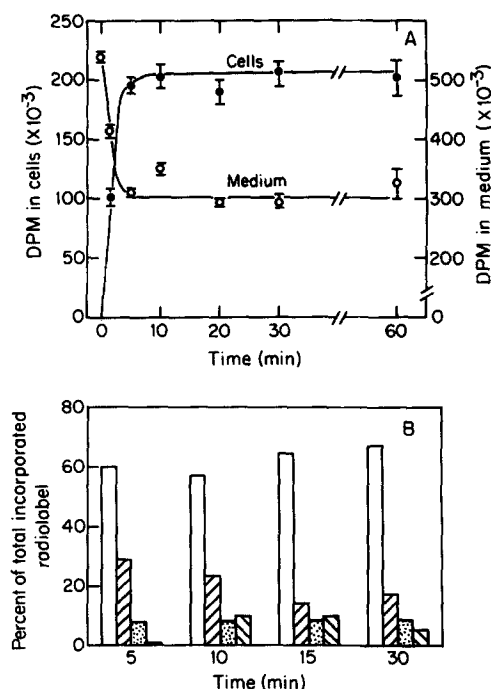 A
DPM in cells (x10⁻³)
250
200
150
100
50
0
Cells
Medium
DPM in medium (x10⁻³)
500
400
300
200
0
0 10 20 30 60
Time (min)
B
Percent of total incorporated
radiolabel
80
60
40
20
0
5 10 15 30
Time (min)